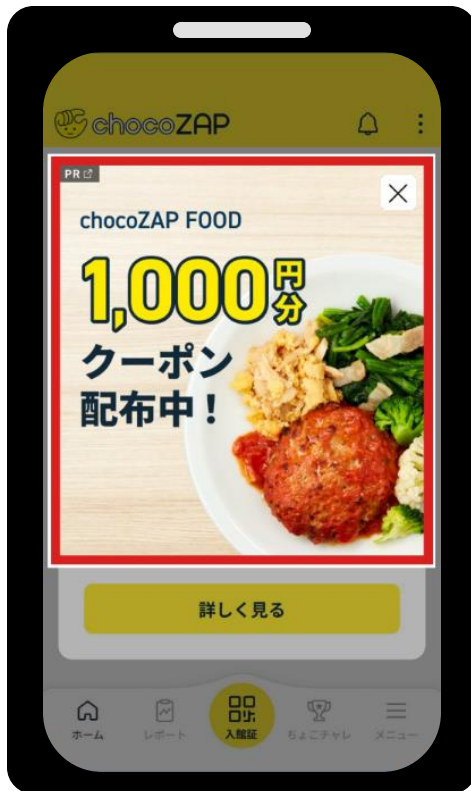 chocoZAP
PR
chocoZAP FOOD
1,000円分
クーポン
配布中！
詳しく見る
ホーム
レポート
入館証
ちょこチャレ
メニュー